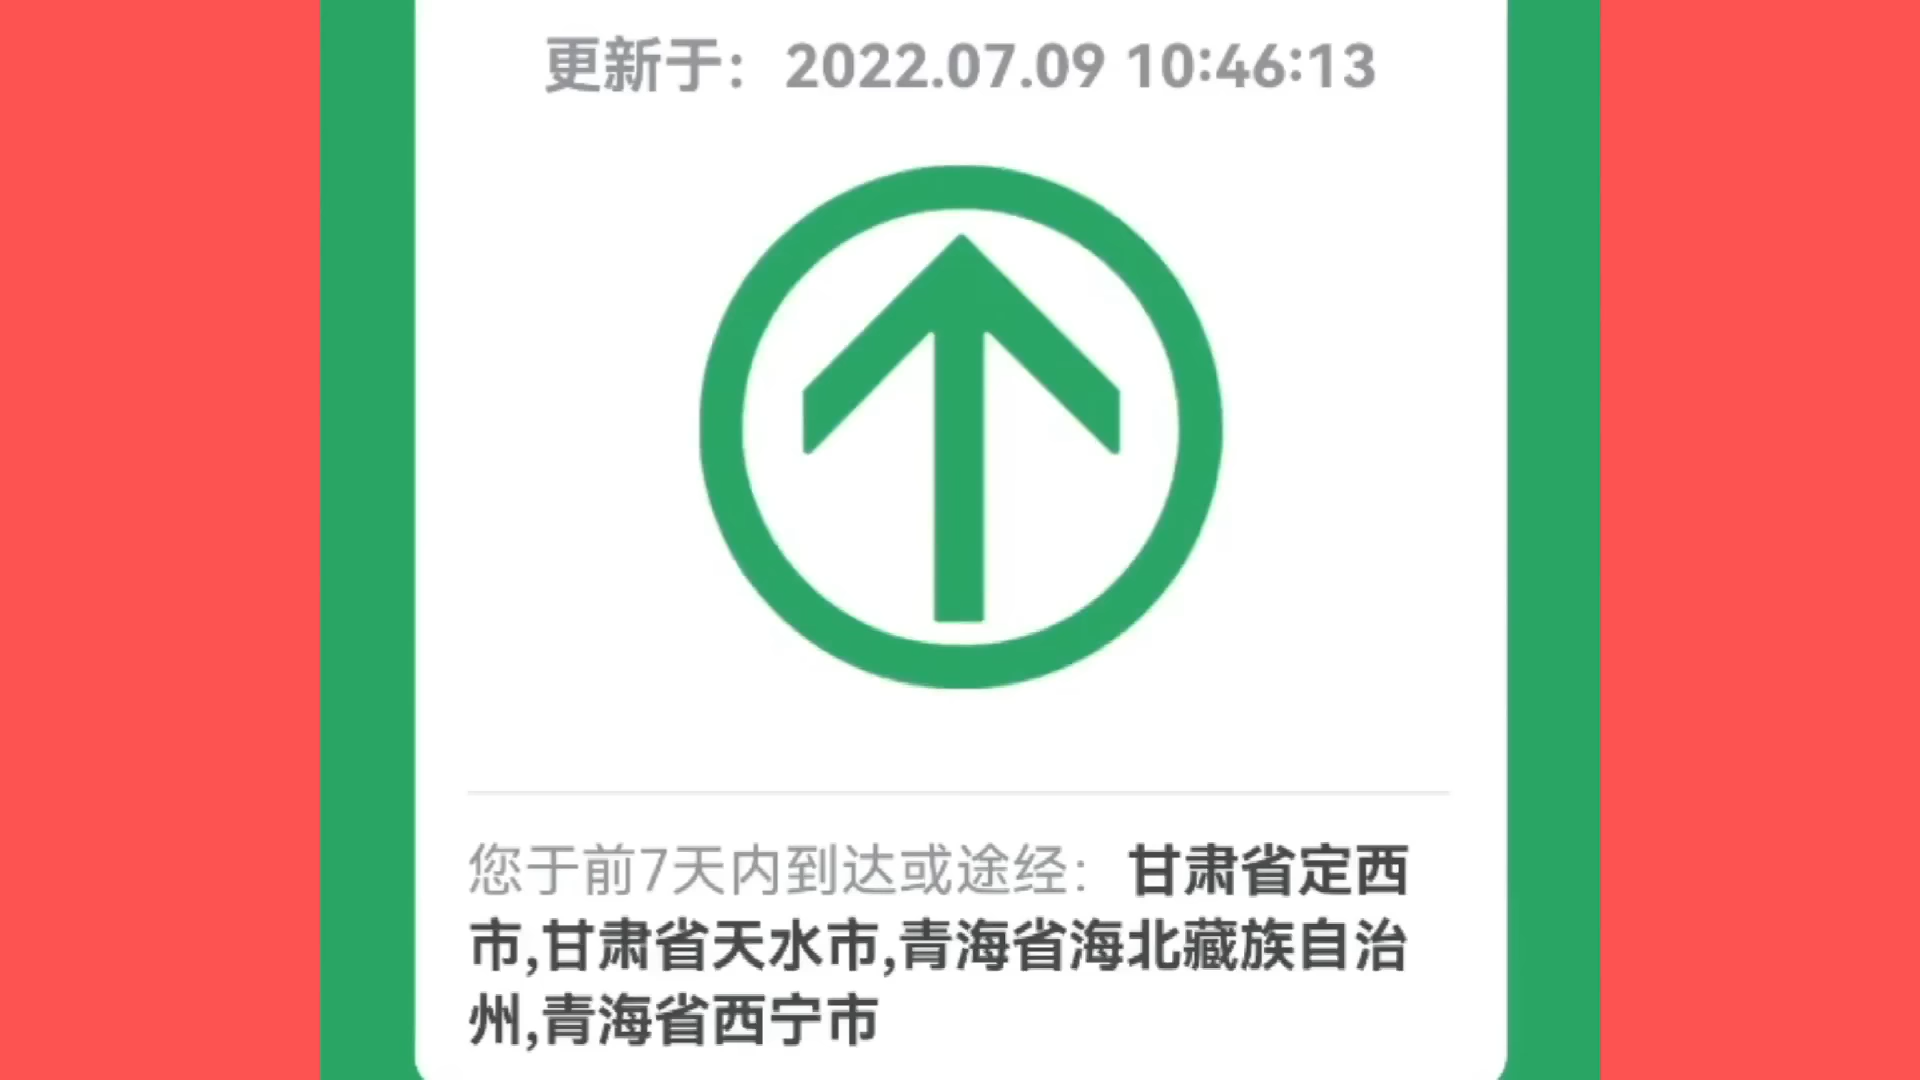 更新于：2022.07.09 10:46:13
您于前7天内到达或途经：甘肃省定西
市,甘肃省天水市,青海省海北藏族自治
州,青海省西宁市